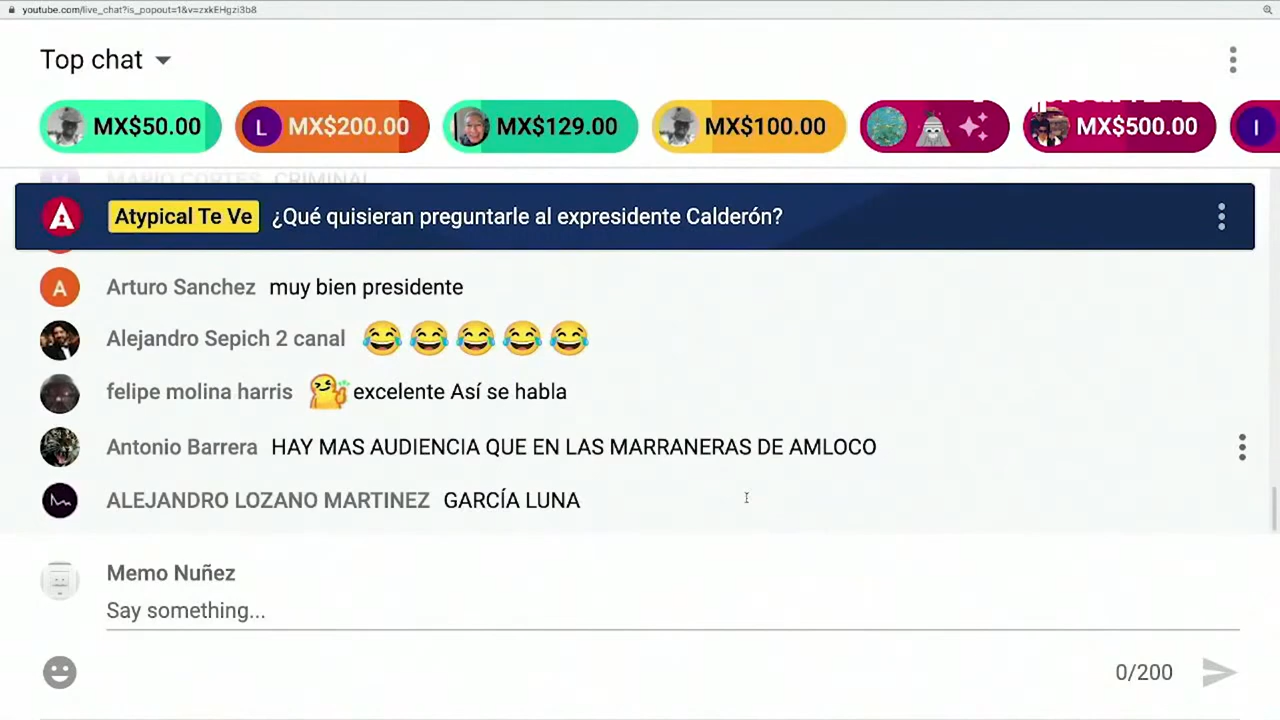 youtube.com/live_chat?is_popout=1&v=zxkEHgzi3b8
Top chat
MX$50.00
L MX$200.00
MX$129.00
MX$100.00
MX$500.00
I
MARIO CORTES CRIMINAL
A Atypical Te Ve ¿Qué quisieran preguntarle al expresidente Calderón?
A Arturo Sanchez muy bien presidente
Alejandro Sepich 2 canal 😂😂😂😂😂
felipe molina harris excelente Así se habla
Antonio Barrera HAY MAS AUDIENCIA QUE EN LAS MARRANERAS DE AMLOCO
ALEJANDRO LOZANO MARTINEZ GARCÍA LUNA
Memo Nuñez
Say something...
0/200